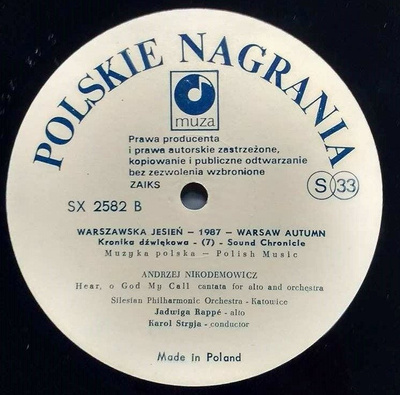 POLSKIE NAGRANIA
muza
Prawa producenta
i prawa autorskie zastrzeżone,
kopiowanie i publiczne odtwarzanie
bez zezwolenia wzbronione
ZAIKS
S 33
SX 2582 B
WARSZAWSKA JESIEŃ – 1987 – WARSAW AUTUMN
Kronika dźwiękowa - (7) - Sound Chronicle
Muzyka polska – Polish Music
ANDRZEJ NIKODEMOWICZ
Hear, o God My Call cantata for alto and orchestra
Silesian Philharmonic Orchestra - Katowice
Jadwiga Rappé - alto
Karol Stryja - conductor
Made in Poland